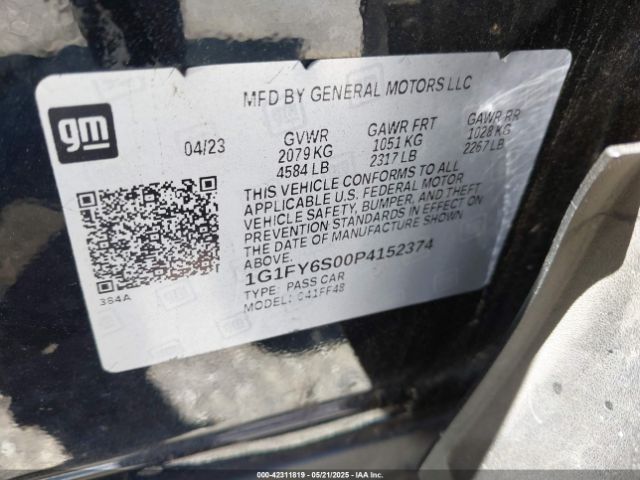 MFD BY GENERAL MOTORS LLC
gm
04/23
GVWR
2079 KG
4584 LB
GAWR FRT
1051 KG
2317 LB
GAWR RR
1028 KG
2267 LB
THIS VEHICLE CONFORMS TO ALL
APPLICABLE U.S. FEDERAL MOTOR
VEHICLE SAFETY, BUMPER, AND THEFT
PREVENTION STANDARDS IN EFFECT ON
THE DATE OF MANUFACTURE SHOWN
ABOVE.
1G1FY6S00P4152374
TYPE: PASS CAR
MODEL:
384A
000-42311819 - 05/21/2025 - IAAI.COM